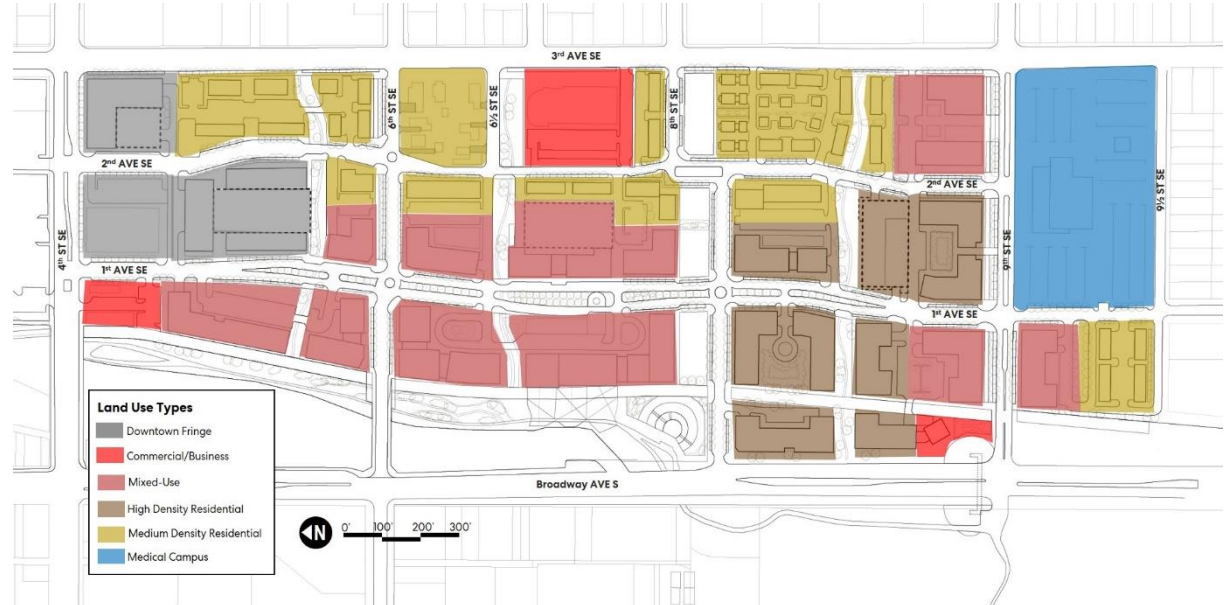 3rd AVE SE
6th ST SE
6½ ST SE
8th ST SE
2nd AVE SE
2nd AVE SE
9½ ST SE
4th ST SE
9th ST SE
1st AVE SE
1st AVE SE
Land Use Types
Downtown Fringe
Commercial/Business
Mixed-Use
High Density Residential
Medium Density Residential
Medical Campus
Broadway AVE S
N 0' 100' 200' 300'